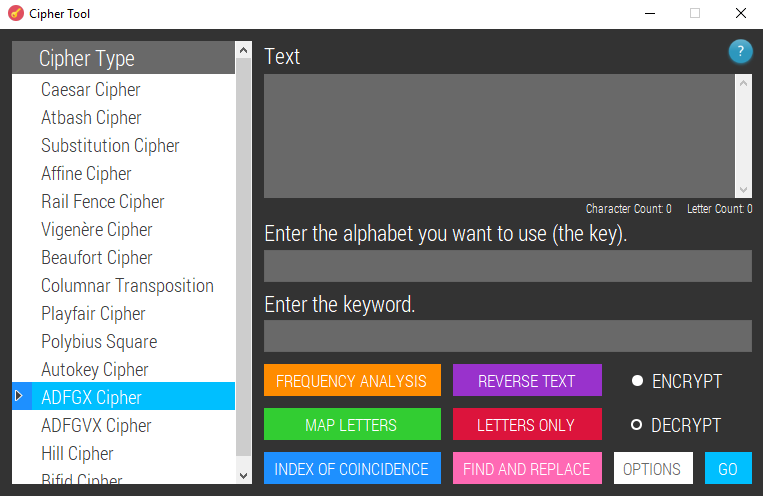 Cipher Tool
Cipher Type
Caesar Cipher
Atbash Cipher
Substitution Cipher
Affine Cipher
Rail Fence Cipher
Vigenère Cipher
Beaufort Cipher
Columnar Transposition
Playfair Cipher
Polybius Square
Autokey Cipher
ADFGX Cipher
ADFGVX Cipher
Hill Cipher
Bifid Cipher
Text
?
Character Count: 0 Letter Count: 0
Enter the alphabet you want to use (the key).
Enter the keyword.
FREQUENCY ANALYSIS REVERSE TEXT ENCRYPT
MAP LETTERS LETTERS ONLY DECRYPT
INDEX OF COINCIDENCE FIND AND REPLACE OPTIONS GO